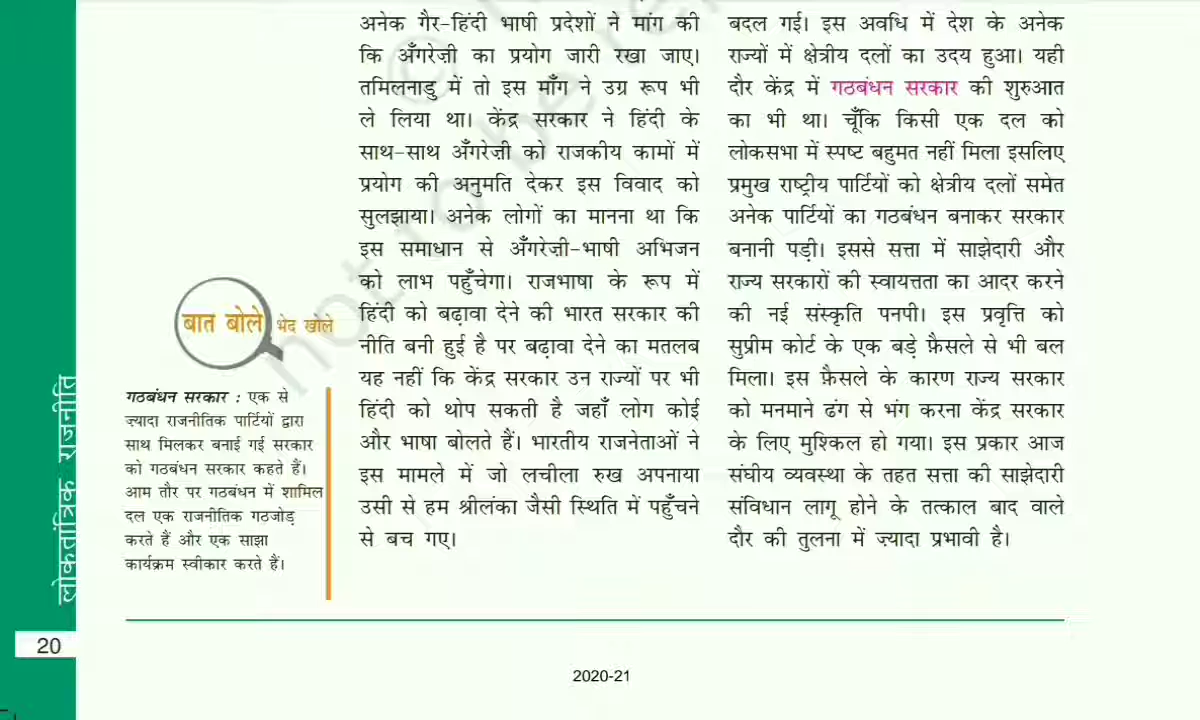 अनेक गैर-हिंदी भाषी प्रदेशों ने मांग की
कि अँगरेज़ी का प्रयोग जारी रखा जाए।
तमिलनाडु में तो इस माँग ने उग्र रूप भी
ले लिया था। केंद्र सरकार ने हिंदी के
साथ-साथ अँगरेज़ी को राजकीय कामों में
प्रयोग की अनुमति देकर इस विवाद को
सुलझाया। अनेक लोगों का मानना था कि
इस समाधान से अँगरेज़ी-भाषी अभिजन
को लाभ पहुँचेगा। राजभाषा के रूप में
हिंदी को बढ़ावा देने की भारत सरकार की
नीति बनी हुई है पर बढ़ावा देने का मतलब
यह नहीं कि केंद्र सरकार उन राज्यों पर भी
हिंदी को थोप सकती है जहाँ लोग कोई
और भाषा बोलते हैं। भारतीय राजनेताओं ने
इस मामले में जो लचीला रुख अपनाया
उसी से हम श्रीलंका जैसी स्थिति में पहुँचने
से बच गए।
बदल गई। इस अवधि में देश के अनेक
राज्यों में क्षेत्रीय दलों का उदय हुआ। यही
दौर केंद्र में गठबंधन सरकार की शुरुआत
का भी था। चूँकि किसी एक दल को
लोकसभा में स्पष्ट बहुमत नहीं मिला इसलिए
प्रमुख राष्ट्रीय पार्टियों को क्षेत्रीय दलों समेत
अनेक पार्टियों का गठबंधन बनाकर सरकार
बनानी पड़ी। इससे सत्ता में साझेदारी और
राज्य सरकारों की स्वायत्तता का आदर करने
की नई संस्कृति पनपी। इस प्रवृत्ति को
सुप्रीम कोर्ट के एक बड़े फ़ैसले से भी बल
मिला। इस फ़ैसले के कारण राज्य सरकार
को मनमाने ढंग से भंग करना केंद्र सरकार
के लिए मुश्किल हो गया। इस प्रकार आज
संघीय व्यवस्था के तहत सत्ता की साझेदारी
संविधान लागू होने के तत्काल बाद वाले
दौर की तुलना में ज़्यादा प्रभावी है।
बात बोले भेद खोले
गठबंधन सरकार : एक से
ज़्यादा राजनीतिक पार्टियों द्वारा
साथ मिलकर बनाई गई सरकार
को गठबंधन सरकार कहते हैं।
आम तौर पर गठबंधन में शामिल
दल एक राजनीतिक गठजोड़
करते हैं और एक साझा
कार्यक्रम स्वीकार करते हैं।
लोकतांत्रिक राजनीति
20
2020-21
© not to be re